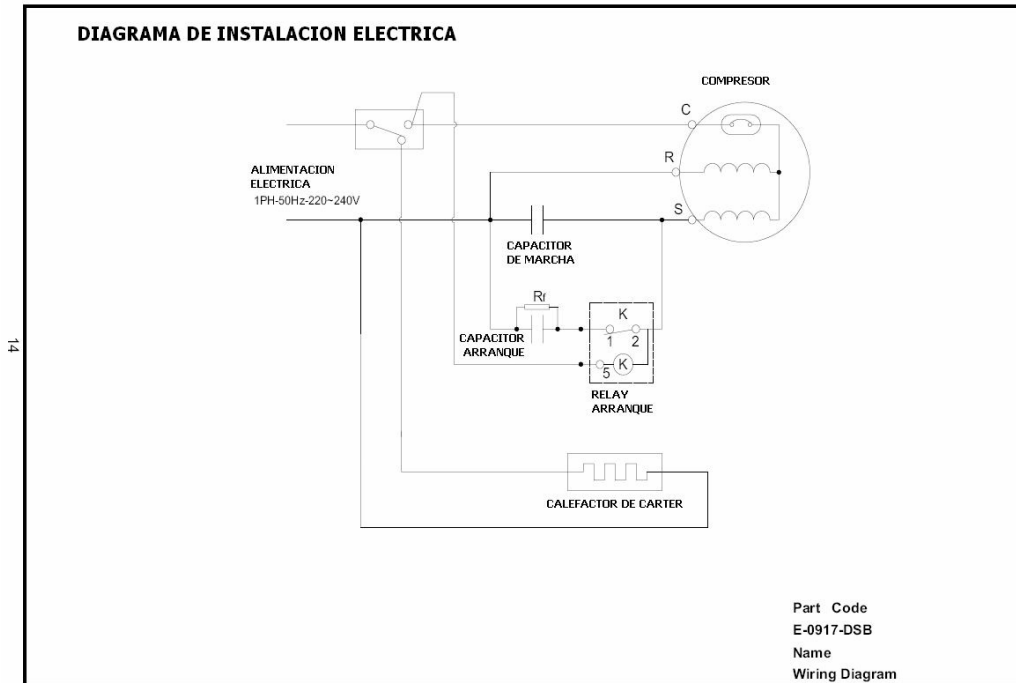 DIAGRAMA DE INSTALACION ELECTRICA
COMPRESOR
C
R
ALIMENTACION
ELECTRICA
1PH-50Hz-220~240V
S
CAPACITOR
DE MARCHA
Rr
K
CAPACITOR
ARRANQUE
1 2
5 K
RELAY
ARRANQUE
14
CALEFACTOR DE CARTER
Part Code
E-0917-DSB
Name
Wiring Diagram